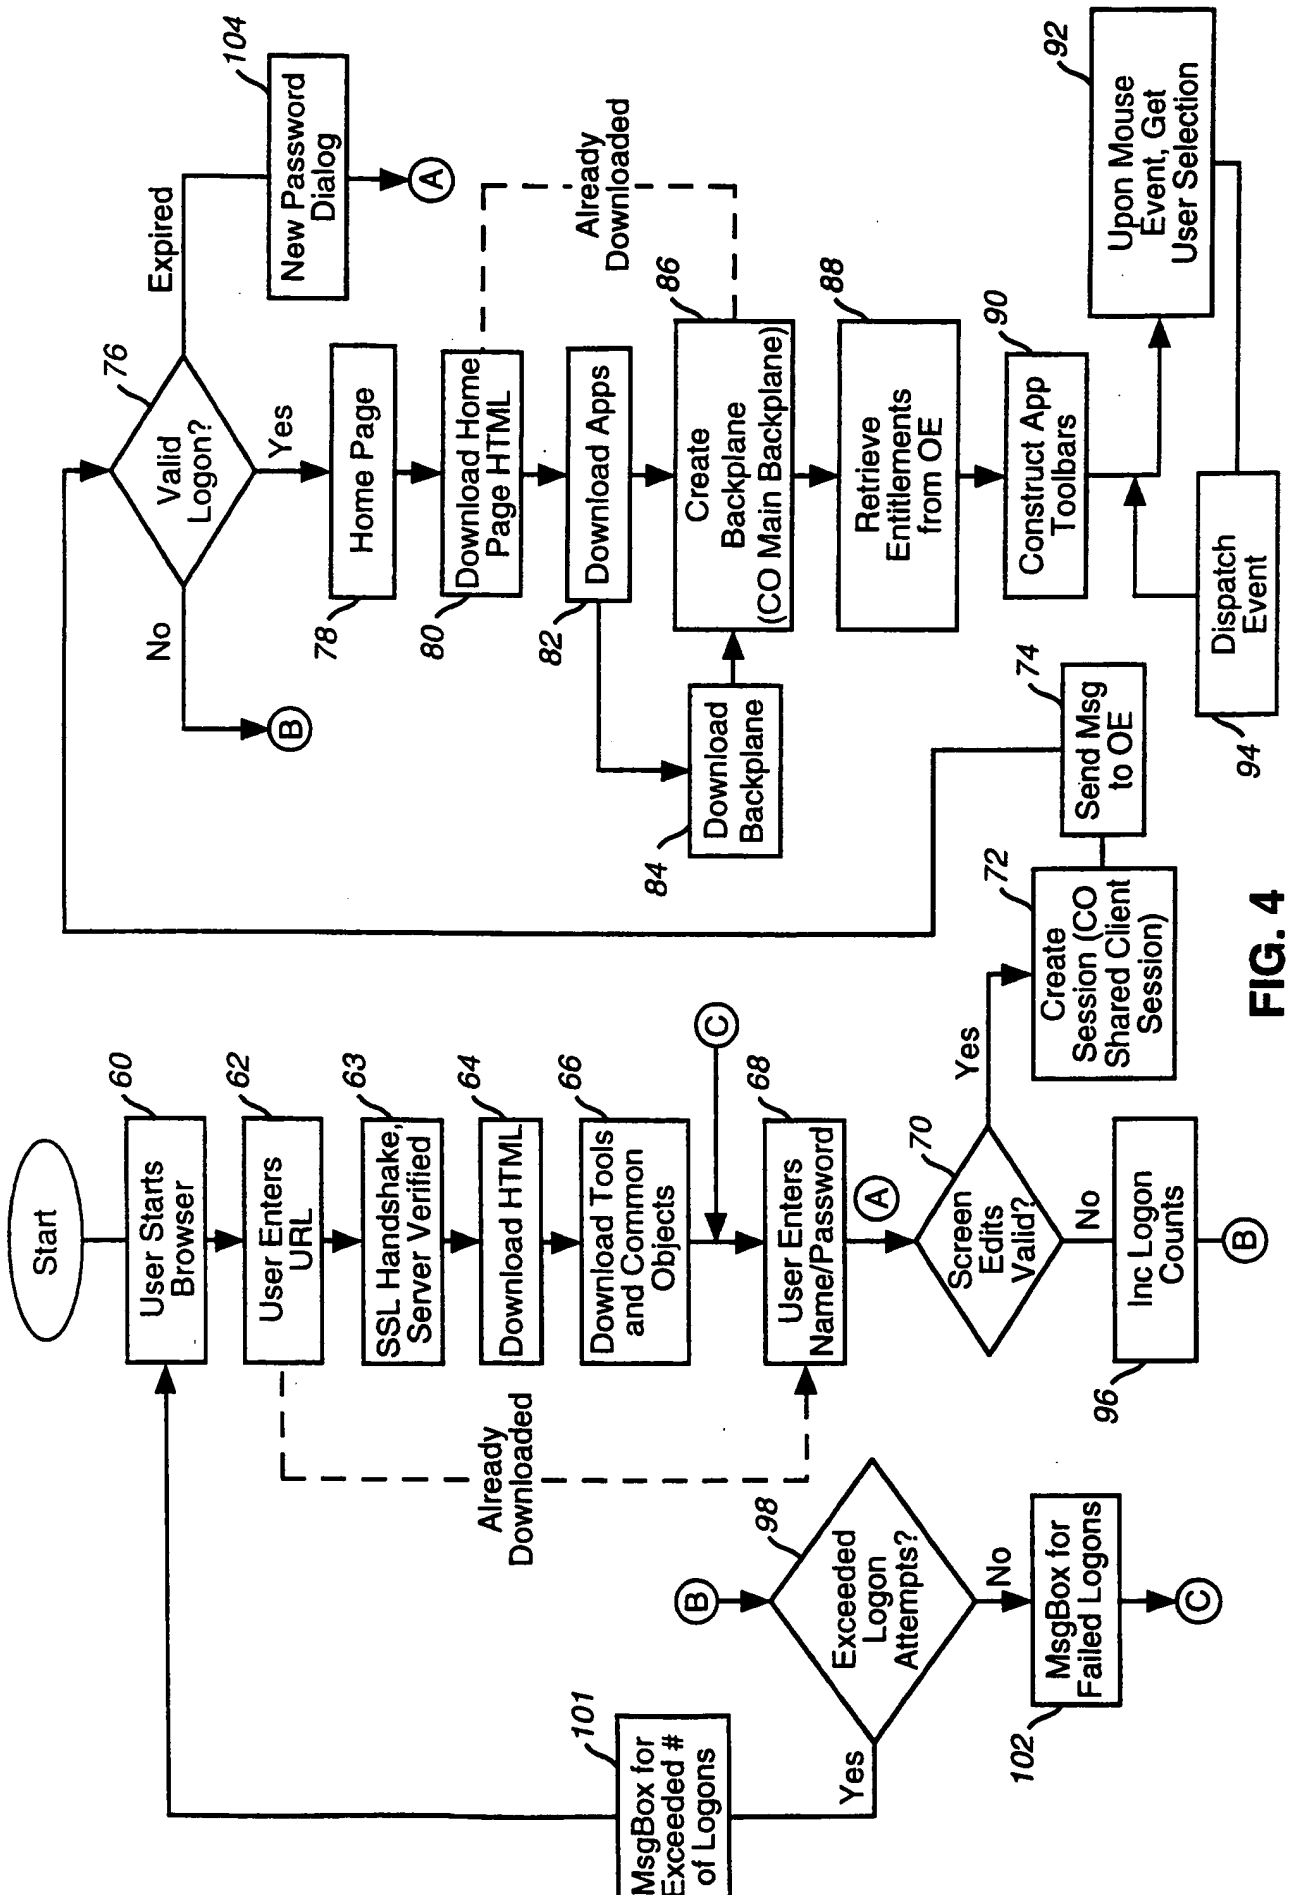 Start
60
User Starts
Browser
62
User Enters
URL
63
SSL Handshake,
Server Verified
64
Download HTML
66
Download Tools
and Common
Objects
C
Already
Downloaded
68
User Enters
Name/Password
A
70
Screen
Edits
Valid?
Yes
No
96
Inc Logon
Counts
B
72
Create
Session (CO
Shared Client
Session)
74
Send Msg
to OE
B
98
Exceeded
Logon
Attempts?
Yes
No
101
MsgBox for
Exceeded #
of Logons
102
MsgBox for
Failed Logons
C
76
Valid
Logon?
No
B
Expired
104
New Password
Dialog
A
Yes
78
Home Page
80
Download Home
Page HTML
Already
Downloaded
82
Download Apps
84
Download
Backplane
86
Create
Backplane
(CO Main Backplane)
88
Retrieve
Entitlements
from OE
90
Construct App
Toolbars
92
Upon Mouse
Event, Get
User Selection
94
Dispatch
Event
FIG. 4